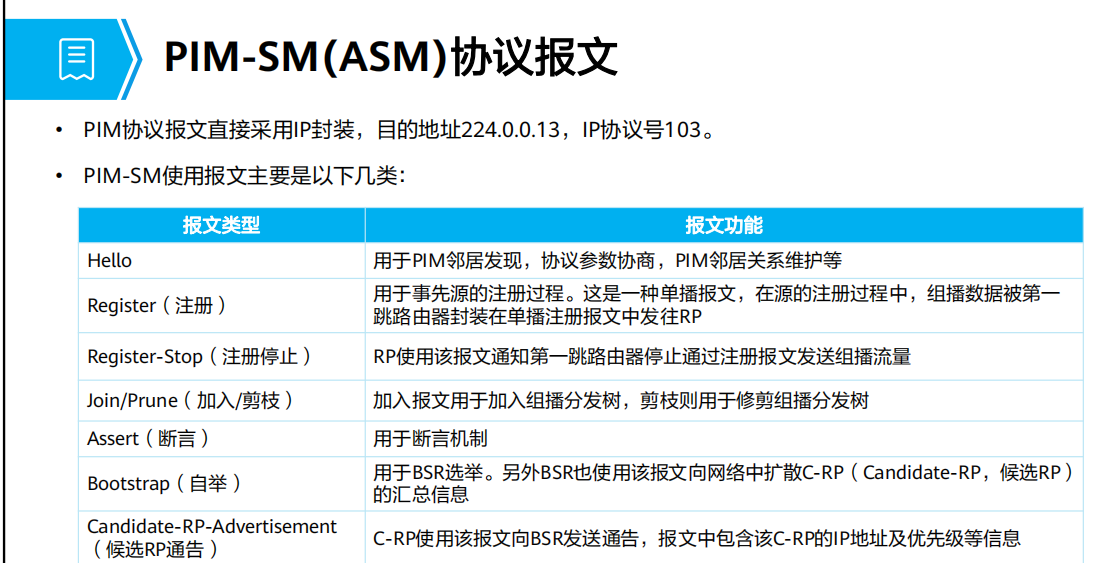 PIM-SM(ASM)协议报文
• PIM协议报文直接采用IP封装，目的地址224.0.0.13，IP协议号103。
• PIM-SM使用报文主要是以下几类：
报文类型 报文功能
Hello 用于PIM邻居发现，协议参数协商，PIM邻居关系维护等
Register（注册） 用于事先源的注册过程。这是一种单播报文，在源的注册过程中，组播数据被第一
跳路由器封装在单播注册报文中发往RP
Register-Stop（注册停止） RP使用该报文通知第一跳路由器停止通过注册报文发送组播流量
Join/Prune（加入/剪枝） 加入报文用于加入组播分发树，剪枝则用于修剪组播分发树
Assert（断言） 用于断言机制
Bootstrap（自举） 用于BSR选举。另外BSR也使用该报文向网络中扩散C-RP（Candidate-RP，候选RP）
的汇总信息
Candidate-RP-Advertisement
（候选RP通告） C-RP使用该报文向BSR发送通告，报文中包含该C-RP的IP地址及优先级等信息